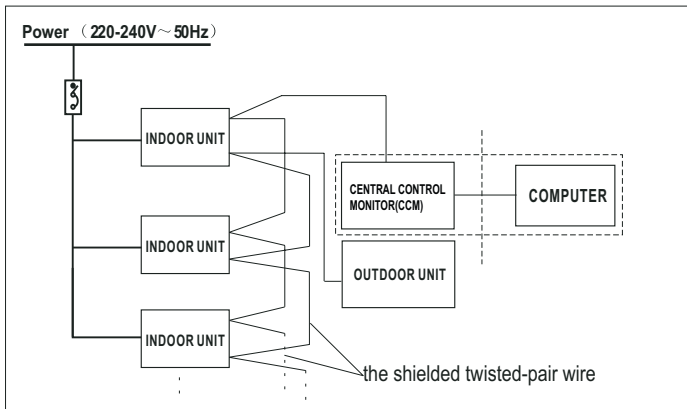 Power （220-240V～50Hz）
INDOOR UNIT
CENTRAL CONTROL
MONITOR(CCM)
COMPUTER
INDOOR UNIT
OUTDOOR UNIT
INDOOR UNIT
the shielded twisted-pair wire